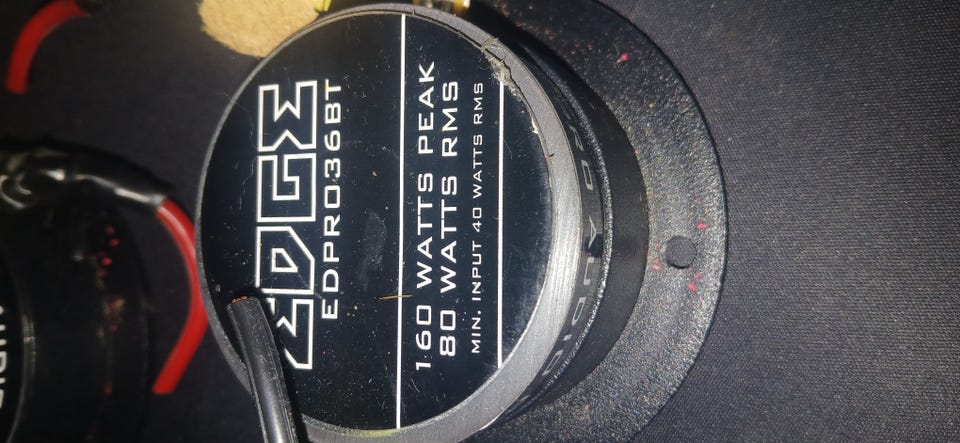 EDGE
EDPRO36BT
160 WATTS PEAK
80 WATTS RMS
MIN. INPUT 40 WATTS RMS